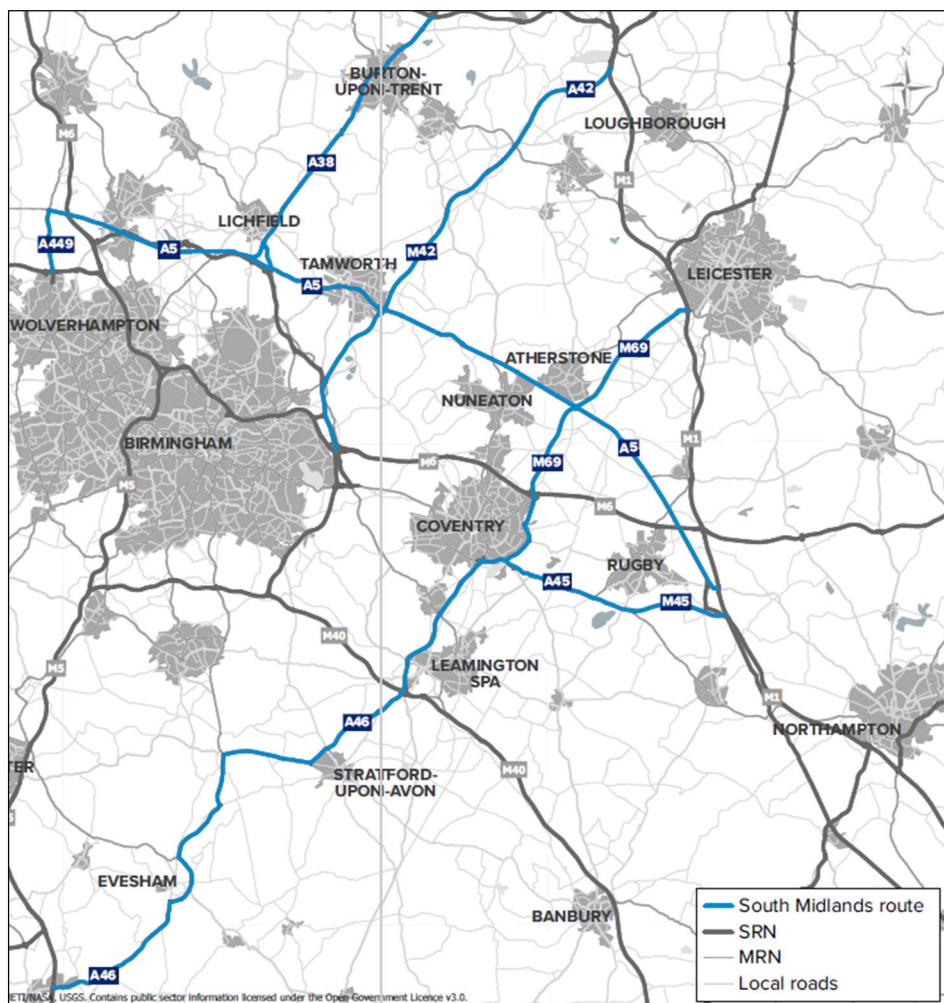 N
BURTON-
UPON-TRENT
A42
LOUGHBOROUGH
M6
A38
M1
LICHFIELD
A449
A5
M42
TAMWORTH
LEICESTER
A5
WOLVERHAMPTON
M69
ATHERSTONE
NUNEATON
BIRMINGHAM
M1
A5
M6
M69
M5
M6
COVENTRY
RUGBY
A45
M45
M40
M5
LEAMINGTON
SPA
M1
A46
NORTHAMPTON
TER
M40
STRATFORD-
UPON-AVON
EVESHAM
BANBURY
A46
South Midlands route
SRN
MRN
Local roads
ETI/NASA, USGS. Contains public sector information licensed under the Open Government Licence v3.0.